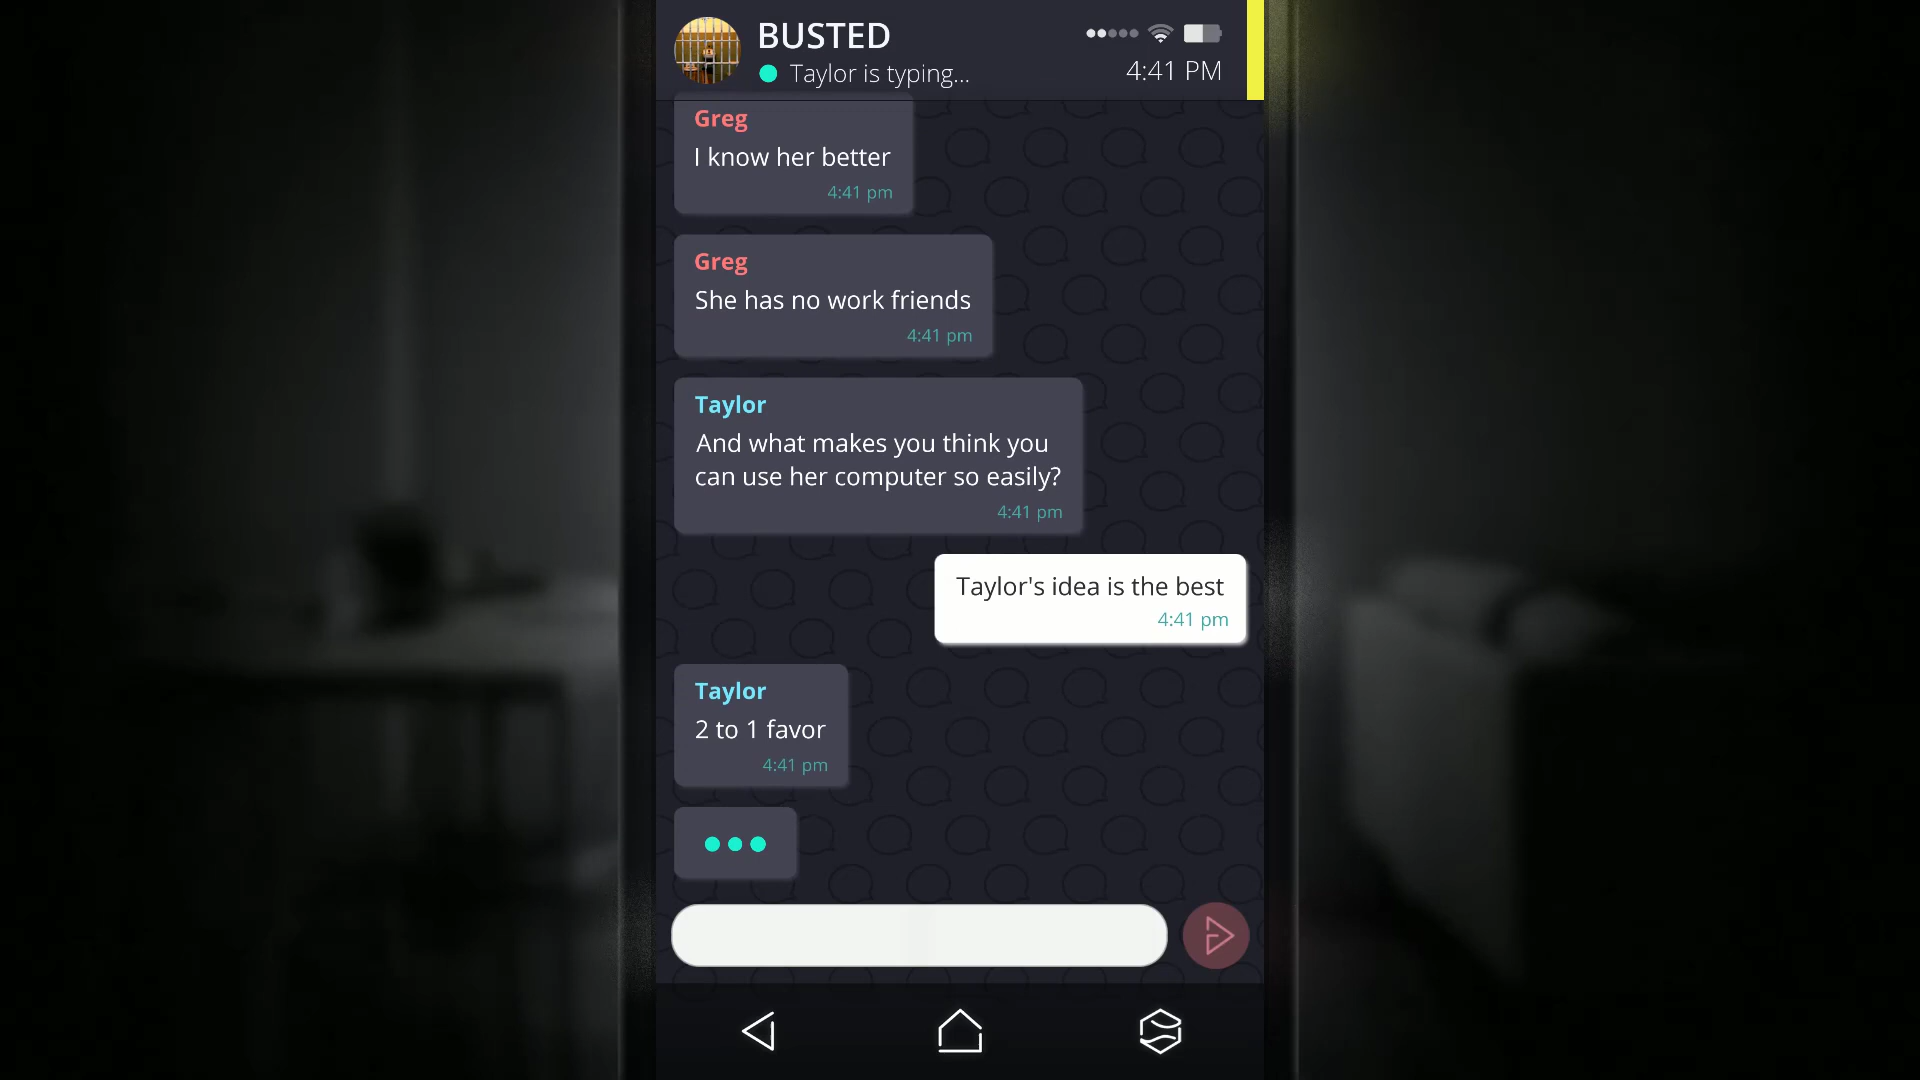 BUSTED
Taylor is typing...
4:41 PM
Greg
I know her better
4:41 pm
Greg
She has no work friends
4:41 pm
Taylor
And what makes you think you
can use her computer so easily?
4:41 pm
Taylor's idea is the best
4:41 pm
Taylor
2 to 1 favor
4:41 pm